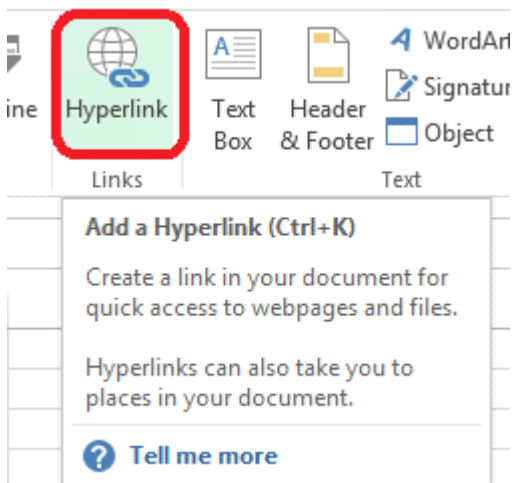 WordArt
Signatur
Object
ine
Hyperlink
Text
Box
Header
& Footer
Links
Text
Add a Hyperlink (Ctrl+K)
Create a link in your document for
quick access to webpages and files.
Hyperlinks can also take you to
places in your document.
Tell me more